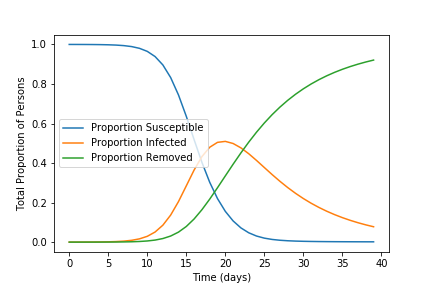 1.0
0.8
0.6
0.4
0.2
0.0
Total Proportion of Persons
Proportion Susceptible
Proportion Infected
Proportion Removed
0 5 10 15 20 25 30 35 40
Time (days)